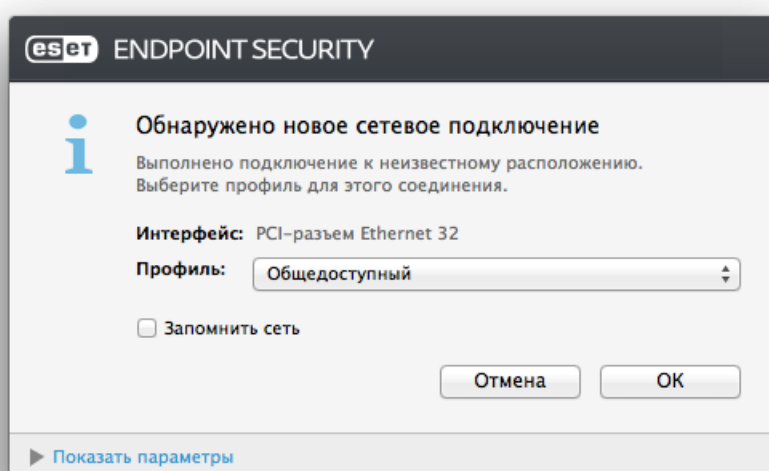 eset ENDPOINT SECURITY
Обнаружено новое сетевое подключение
Выполнено подключение к неизвестному расположению.
Выберите профиль для этого соединения.
Интерфейс: PCI-разъем Ethernet 32
Профиль: Общедоступный
Запомнить сеть
Отмена OK
Показать параметры